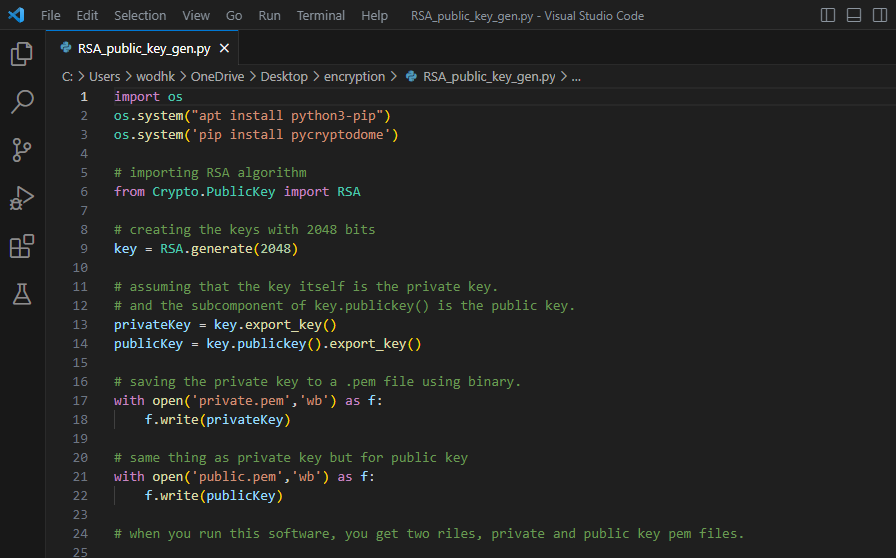 File Edit Selection View Go Run Terminal Help RSA_public_key_gen.py - Visual Studio Code
RSA_public_key_gen.py
C: > Users > wodhk > OneDrive > Desktop > encryption > RSA_public_key_gen.py > ...
1 import os
2 os.system("apt install python3-pip")
3 os.system('pip install pycryptodome')
4
5 # importing RSA algorithm
6 from Crypto.PublicKey import RSA
7
8 # creating the keys with 2048 bits
9 key = RSA.generate(2048)
10
11 # assuming that the key itself is the private key.
12 # and the subcomponent of key.publickey() is the public key.
13 privateKey = key.export_key()
14 publicKey = key.publickey().export_key()
15
16 # saving the private key to a .pem file using binary.
17 with open('private.pem','wb') as f:
18     f.write(privateKey)
19
20 # same thing as private key but for public key
21 with open('public.pem','wb') as f:
22     f.write(publicKey)
23
24 # when you run this software, you get two riles, private and public key pem files.
25